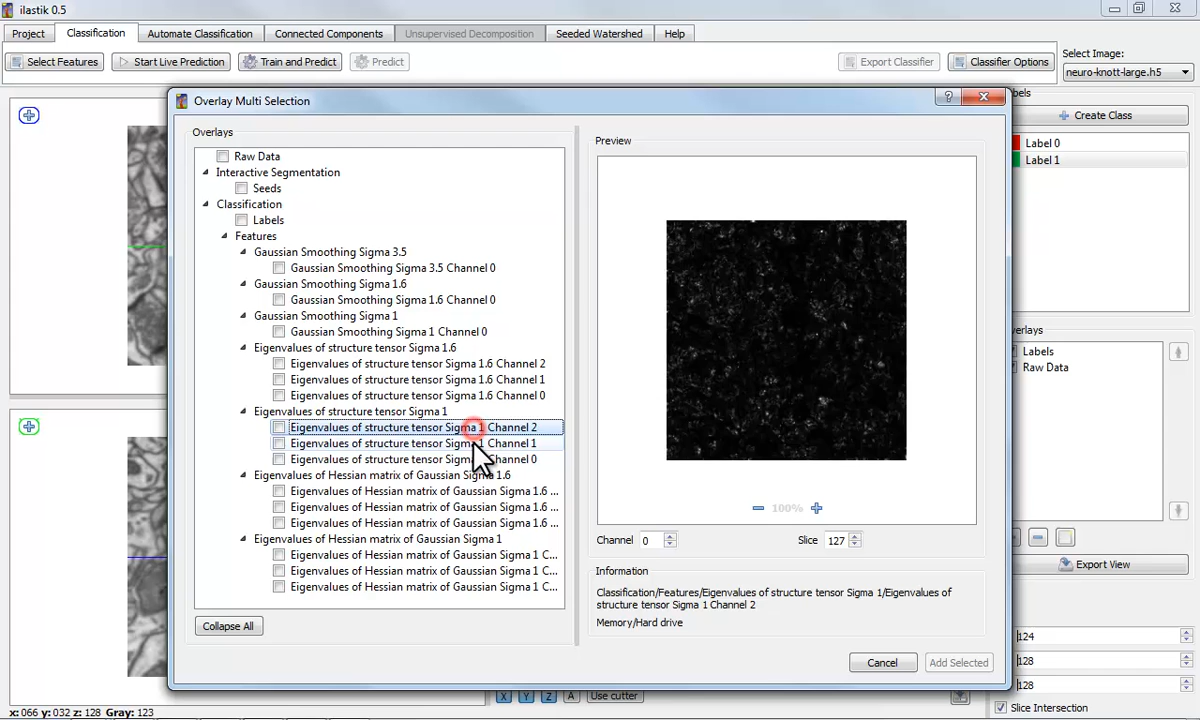 ilastik 0.5
Project
Classification
Automate Classification
Connected Components
Unsupervised Decomposition
Seeded Watershed
Help
Select Features
Start Live Prediction
Train and Predict
Predict
Export Classifier
Classifier Options
Select Image:
neuro-knott-large.h5
Overlay Multi Selection
Overlays
Raw Data
Interactive Segmentation
Seeds
Classification
Labels
Features
Gaussian Smoothing Sigma 3.5
Gaussian Smoothing Sigma 3.5 Channel 0
Gaussian Smoothing Sigma 1.6
Gaussian Smoothing Sigma 1.6 Channel 0
Gaussian Smoothing Sigma 1
Gaussian Smoothing Sigma 1 Channel 0
Eigenvalues of structure tensor Sigma 1.6
Eigenvalues of structure tensor Sigma 1.6 Channel 2
Eigenvalues of structure tensor Sigma 1.6 Channel 1
Eigenvalues of structure tensor Sigma 1.6 Channel 0
Eigenvalues of structure tensor Sigma 1
Eigenvalues of structure tensor Sigma 1 Channel 2
Eigenvalues of structure tensor Sigma 1 Channel 1
Eigenvalues of structure tensor Sigma Channel 0
Eigenvalues of Hessian matrix of Gaussian Sigma 1.6
Eigenvalues of Hessian matrix of Gaussian Sigma 1.6 ...
Eigenvalues of Hessian matrix of Gaussian Sigma 1.6 ...
Eigenvalues of Hessian matrix of Gaussian Sigma 1.6 ...
Eigenvalues of Hessian matrix of Gaussian Sigma 1
Eigenvalues of Hessian matrix of Gaussian Sigma 1 C...
Eigenvalues of Hessian matrix of Gaussian Sigma 1 C...
Eigenvalues of Hessian matrix of Gaussian Sigma 1 C...
Collapse All
Preview
100%
Channel 0
Slice 127
Information
Classification/Features/Eigenvalues of structure tensor Sigma 1/Eigenvalues of
structure tensor Sigma 1 Channel 2
Memory/Hard drive
Cancel
Add Selected
bels
Create Class
Label 0
Label 1
verlays
Labels
Raw Data
Export View
124
128
128
Slice Intersection
X Y Z A Use cutter
x: 066 y: 032 z: 128 Gray: 123